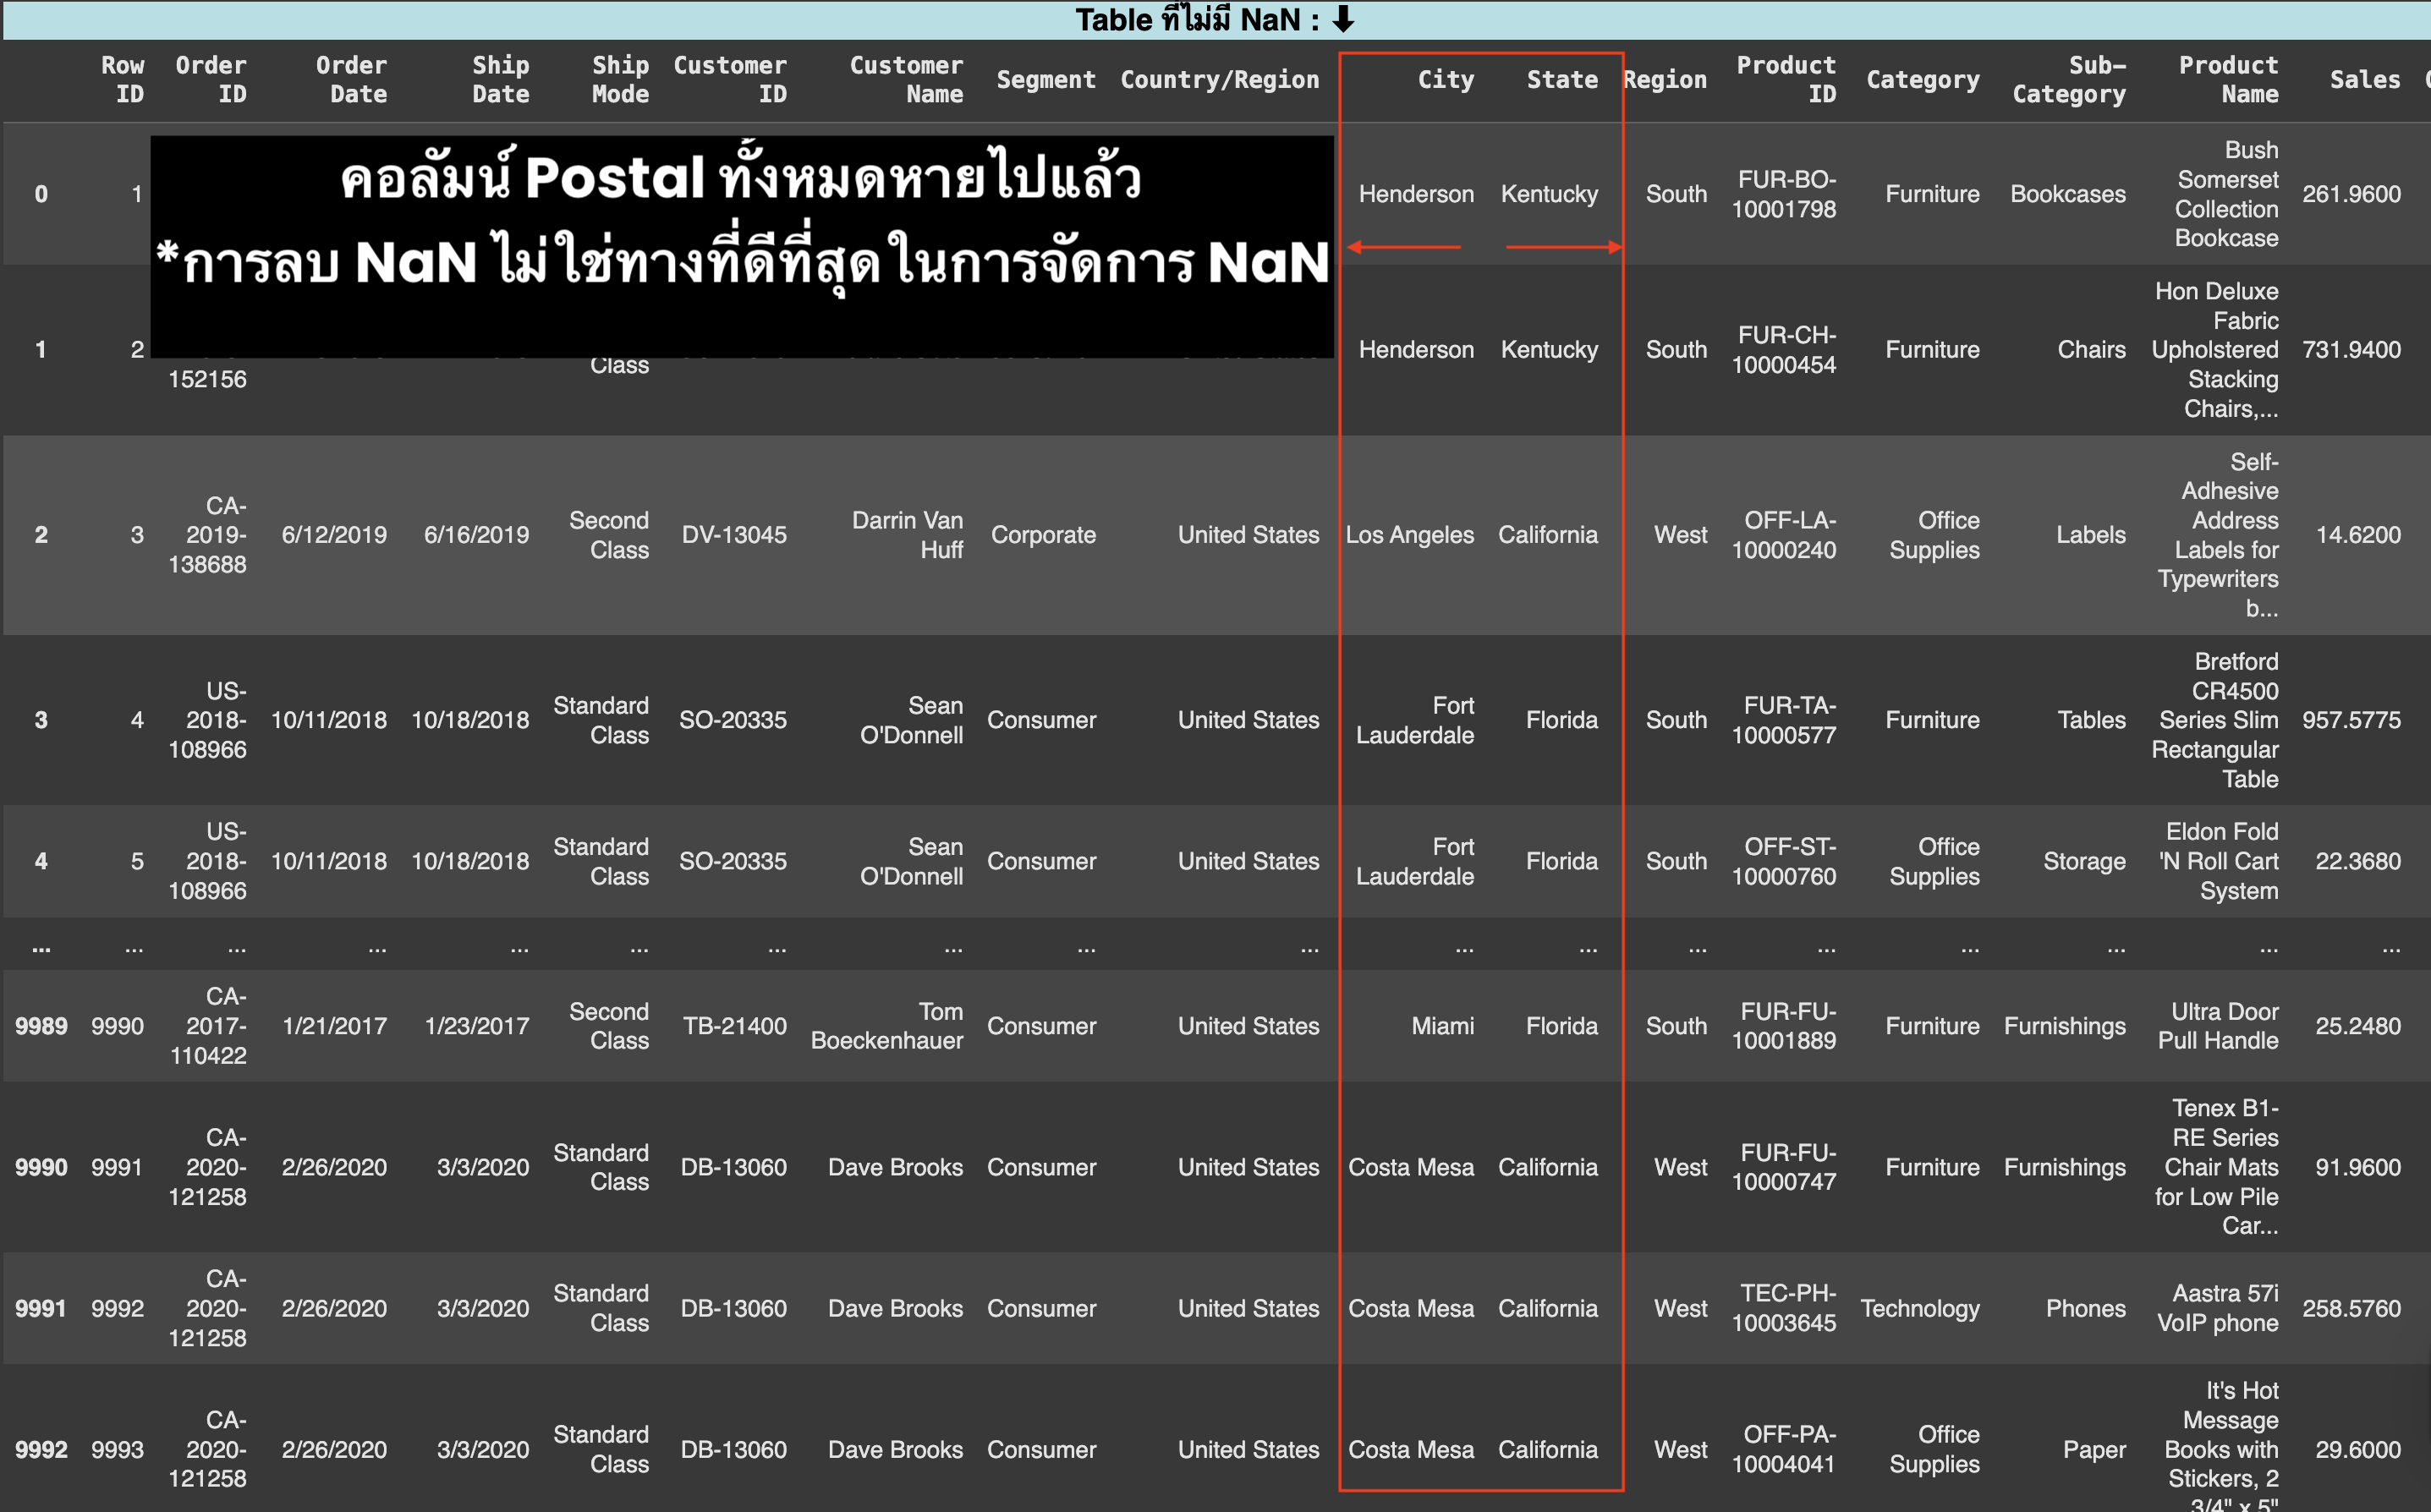 Table ที่ไม่มี NaN : ⬇
Row ID Order ID Order Date Ship Date Ship Mode Customer ID Customer Name Segment Country/Region City State Region Product ID Category Sub-Category Product Name Sales
คอลัมน์ Postal ทั้งหมดหายไปแล้ว
*การลบ NaN ไม่ใช่ทางที่ดีที่สุดในการจัดการ NaN
0 1 Henderson Kentucky South FUR-BO-10001798 Furniture Bookcases Bush Somerset Collection Bookcase 261.9600
1 2 152156 Class Henderson Kentucky South FUR-CH-10000454 Furniture Chairs Hon Deluxe Fabric Upholstered Stacking Chairs,... 731.9400
2 3 CA-2019-138688 6/12/2019 6/16/2019 Second Class DV-13045 Darrin Van Huff Corporate United States Los Angeles California West OFF-LA-10000240 Office Supplies Labels Self-Adhesive Address Labels for Typewriters b... 14.6200
3 4 US-2018-108966 10/11/2018 10/18/2018 Standard Class SO-20335 Sean O'Donnell Consumer United States Fort Lauderdale Florida South FUR-TA-10000577 Furniture Tables Bretford CR4500 Series Slim Rectangular Table 957.5775
4 5 US-2018-108966 10/11/2018 10/18/2018 Standard Class SO-20335 Sean O'Donnell Consumer United States Fort Lauderdale Florida South OFF-ST-10000760 Office Supplies Storage Eldon Fold 'N Roll Cart System 22.3680
... ... ... ... ... ... ... ... ... ... ... ... ... ... ... ... ... ...
9989 9990 CA-2017-110422 1/21/2017 1/23/2017 Second Class TB-21400 Tom Boeckenhauer Consumer United States Miami Florida South FUR-FU-10001889 Furniture Furnishings Ultra Door Pull Handle 25.2480
9990 9991 CA-2020-121258 2/26/2020 3/3/2020 Standard Class DB-13060 Dave Brooks Consumer United States Costa Mesa California West FUR-FU-10000747 Furniture Furnishings Tenex B1-RE Series Chair Mats for Low Pile Car... 91.9600
9991 9992 CA-2020-121258 2/26/2020 3/3/2020 Standard Class DB-13060 Dave Brooks Consumer United States Costa Mesa California West TEC-PH-10003645 Technology Phones Aastra 57i VoIP phone 258.5760
9992 9993 CA-2020-121258 2/26/2020 3/3/2020 Standard Class DB-13060 Dave Brooks Consumer United States Costa Mesa California West OFF-PA-10004041 Office Supplies Paper It's Hot Message Books with Stickers, 2 3/4" x 5" 29.6000